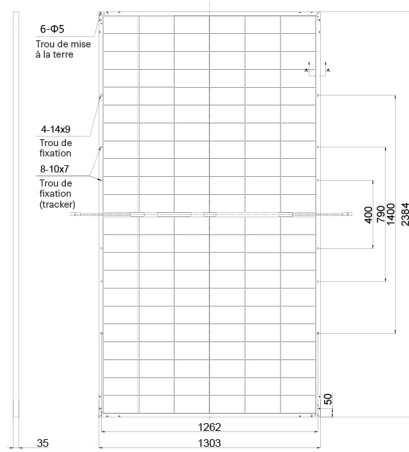 6-Φ5
Trou de mise
à la terre
A
A
4-14x9
Trou de
fixation
8-10x7
Trou de
fixation
(tracker)
400
790
1400
2384
50
1262
35
1303